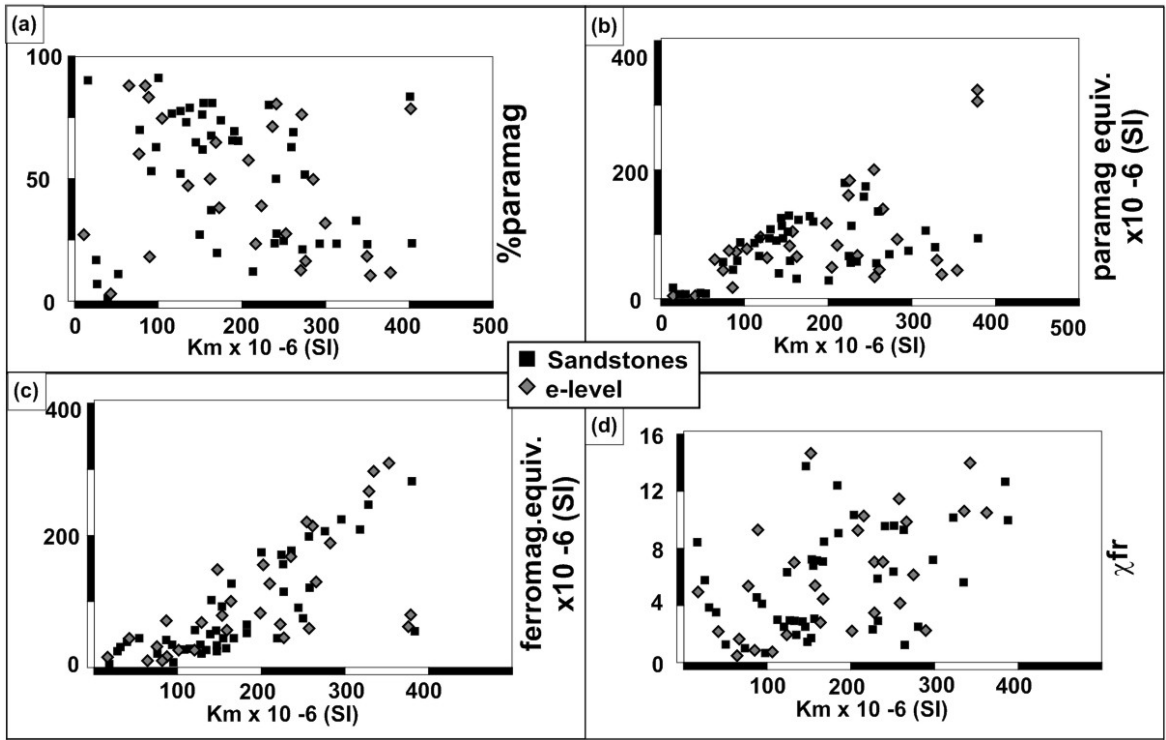 (a)
100
50
0
0 100 200 300 400 500
Km x 10 -6 (SI)
%paramag
(b)
400
200
0
0 100 200 300 400 500
Km x 10 -6 (SI)
paramag equiv.
x10 -6 (SI)
Sandstones
e-level
(c)
400
200
0
100 200 300 400
Km x 10 -6 (SI)
ferromag.equiv.
x10 -6 (SI)
(d)
16
12
8
4
0
100 200 300 400
Km x 10 -6 (SI)
χfr